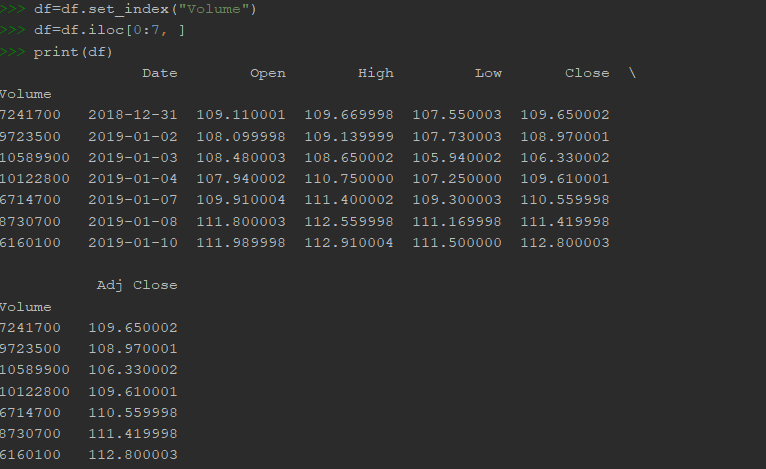 >>> df=df.set_index("Volume")
>>> df=df.iloc[0:7, ]
>>> print(df)
Date Open High Low Close \
Volume
7241700 2018-12-31 109.110001 109.669998 107.550003 109.650002
9723500 2019-01-02 108.099998 109.139999 107.730003 108.970001
10589900 2019-01-03 108.480003 108.650002 105.940002 106.330002
10122800 2019-01-04 107.940002 110.750000 107.250000 109.610001
6714700 2019-01-07 109.910004 111.400002 109.300003 110.559998
8730700 2019-01-08 111.800003 112.559998 111.169998 111.419998
6160100 2019-01-10 111.989998 112.910004 111.500000 112.800003
Adj Close
Volume
7241700 109.650002
9723500 108.970001
10589900 106.330002
10122800 109.610001
6714700 110.559998
8730700 111.419998
6160100 112.800003